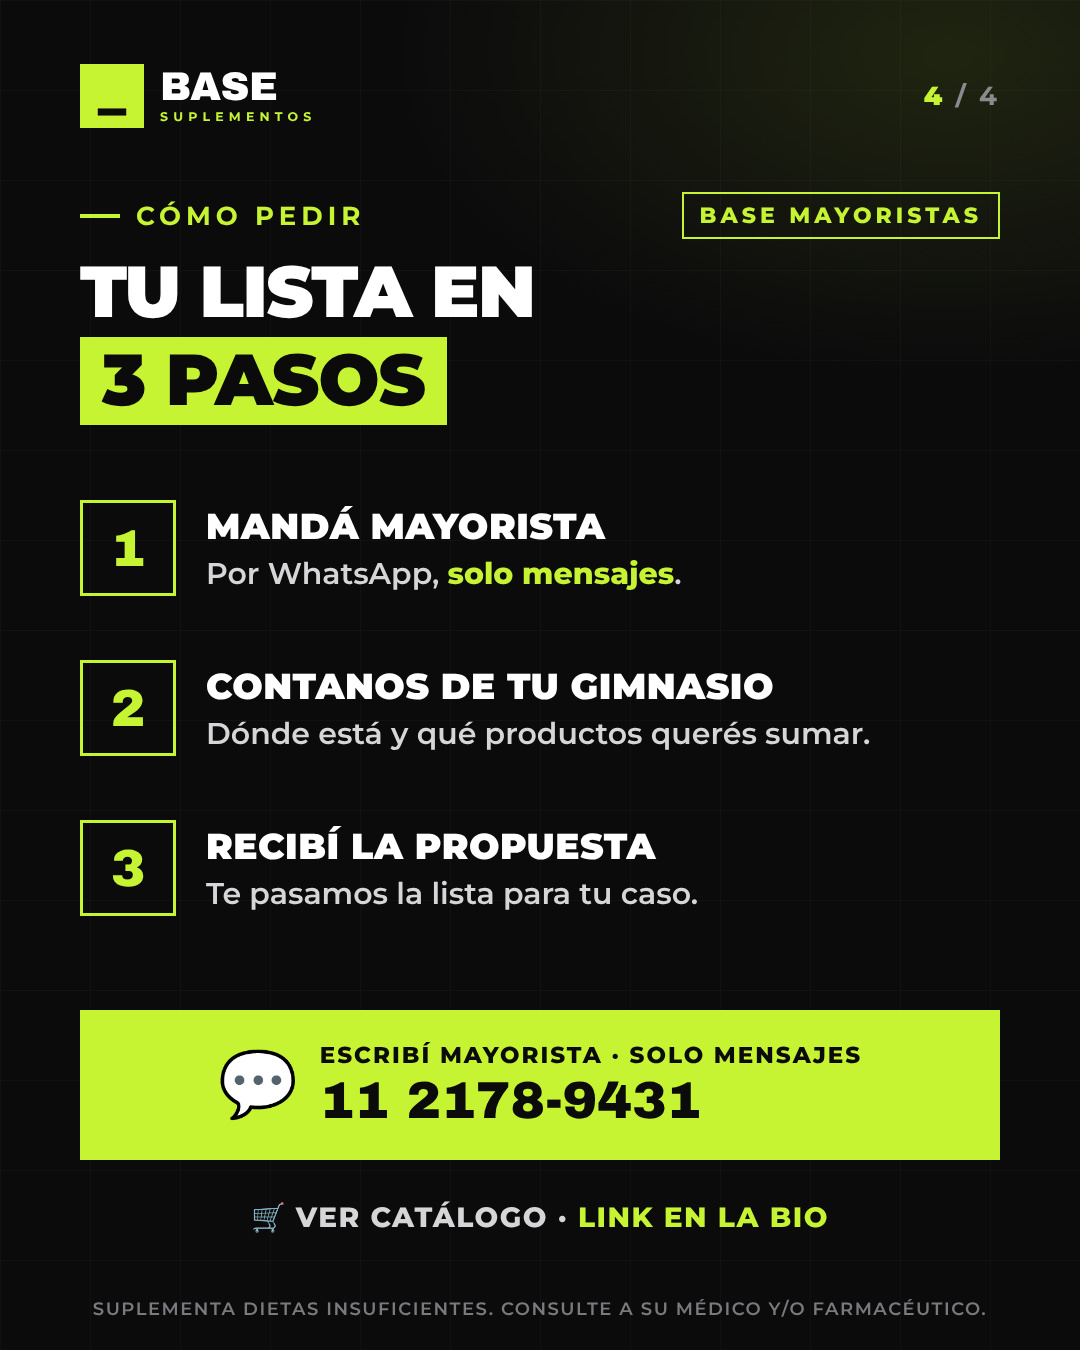 BASE
SUPLEMENTOS
4 / 4
CÓMO PEDIR
BASE MAYORISTAS
TU LISTA EN
3 PASOS
1
MANDÁ MAYORISTA
Por WhatsApp, solo mensajes.
2
CONTANOS DE TU GIMNASIO
Dónde está y qué productos querés sumar.
3
RECIBÍ LA PROPUESTA
Te pasamos la lista para tu caso.
ESCRIBÍ MAYORISTA · SOLO MENSAJES
11 2178-9431
VER CATÁLOGO · LINK EN LA BIO
SUPLEMENTA DIETAS INSUFICIENTES. CONSULTE A SU MÉDICO Y/O FARMACÉUTICO.